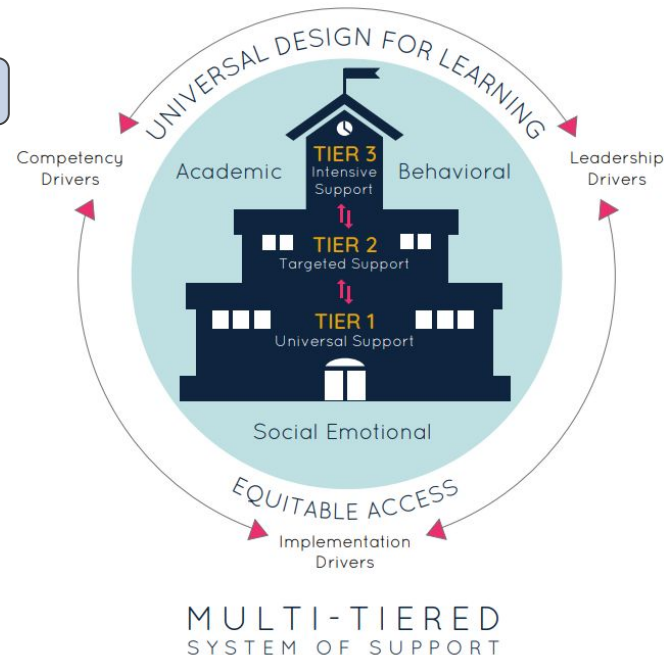 UNIVERSAL DESIGN FOR LEARNING
Competency
Drivers
Leadership
Drivers
Academic
Behavioral
TIER 3
Intensive
Support
TIER 2
Targeted Support
TIER 1
Universal Support
Social Emotional
EQUITABLE ACCESS
Implementation
Drivers
MULTI-TIERED
SYSTEM OF SUPPORT